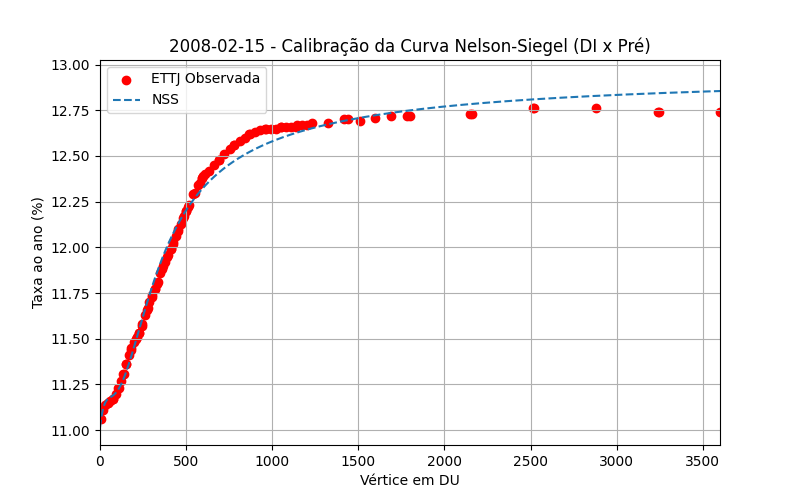 2008-02-15 - Calibração da Curva Nelson-Siegel (DI x Pré)
ETTJ Observada
NSS
Taxa ao ano (%)
13.00
12.75
12.50
12.25
12.00
11.75
11.50
11.25
11.00
0 500 1000 1500 2000 2500 3000 3500
Vértice em DU